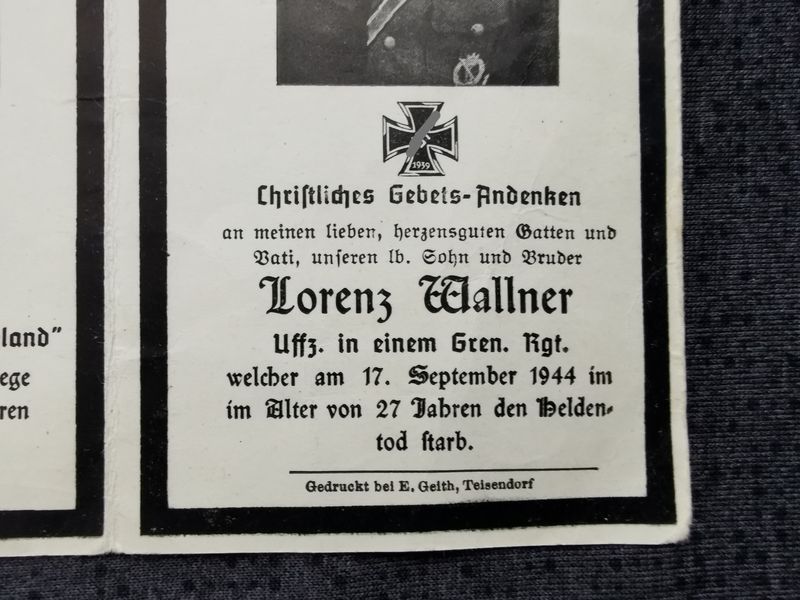 land"
ege
ren
1939
Christliches Gebets-Andenken
an meinen lieben, herzensguten Gatten und
Vati, unseren lb. Sohn und Bruder
Lorenz Wallner
Uffz. in einem Gren. Rgt.
welcher am 17. September 1944 im
im Alter von 27 Jahren den Helden-
tod starb.
Gedruckt bei E. Geith, Teisendorf